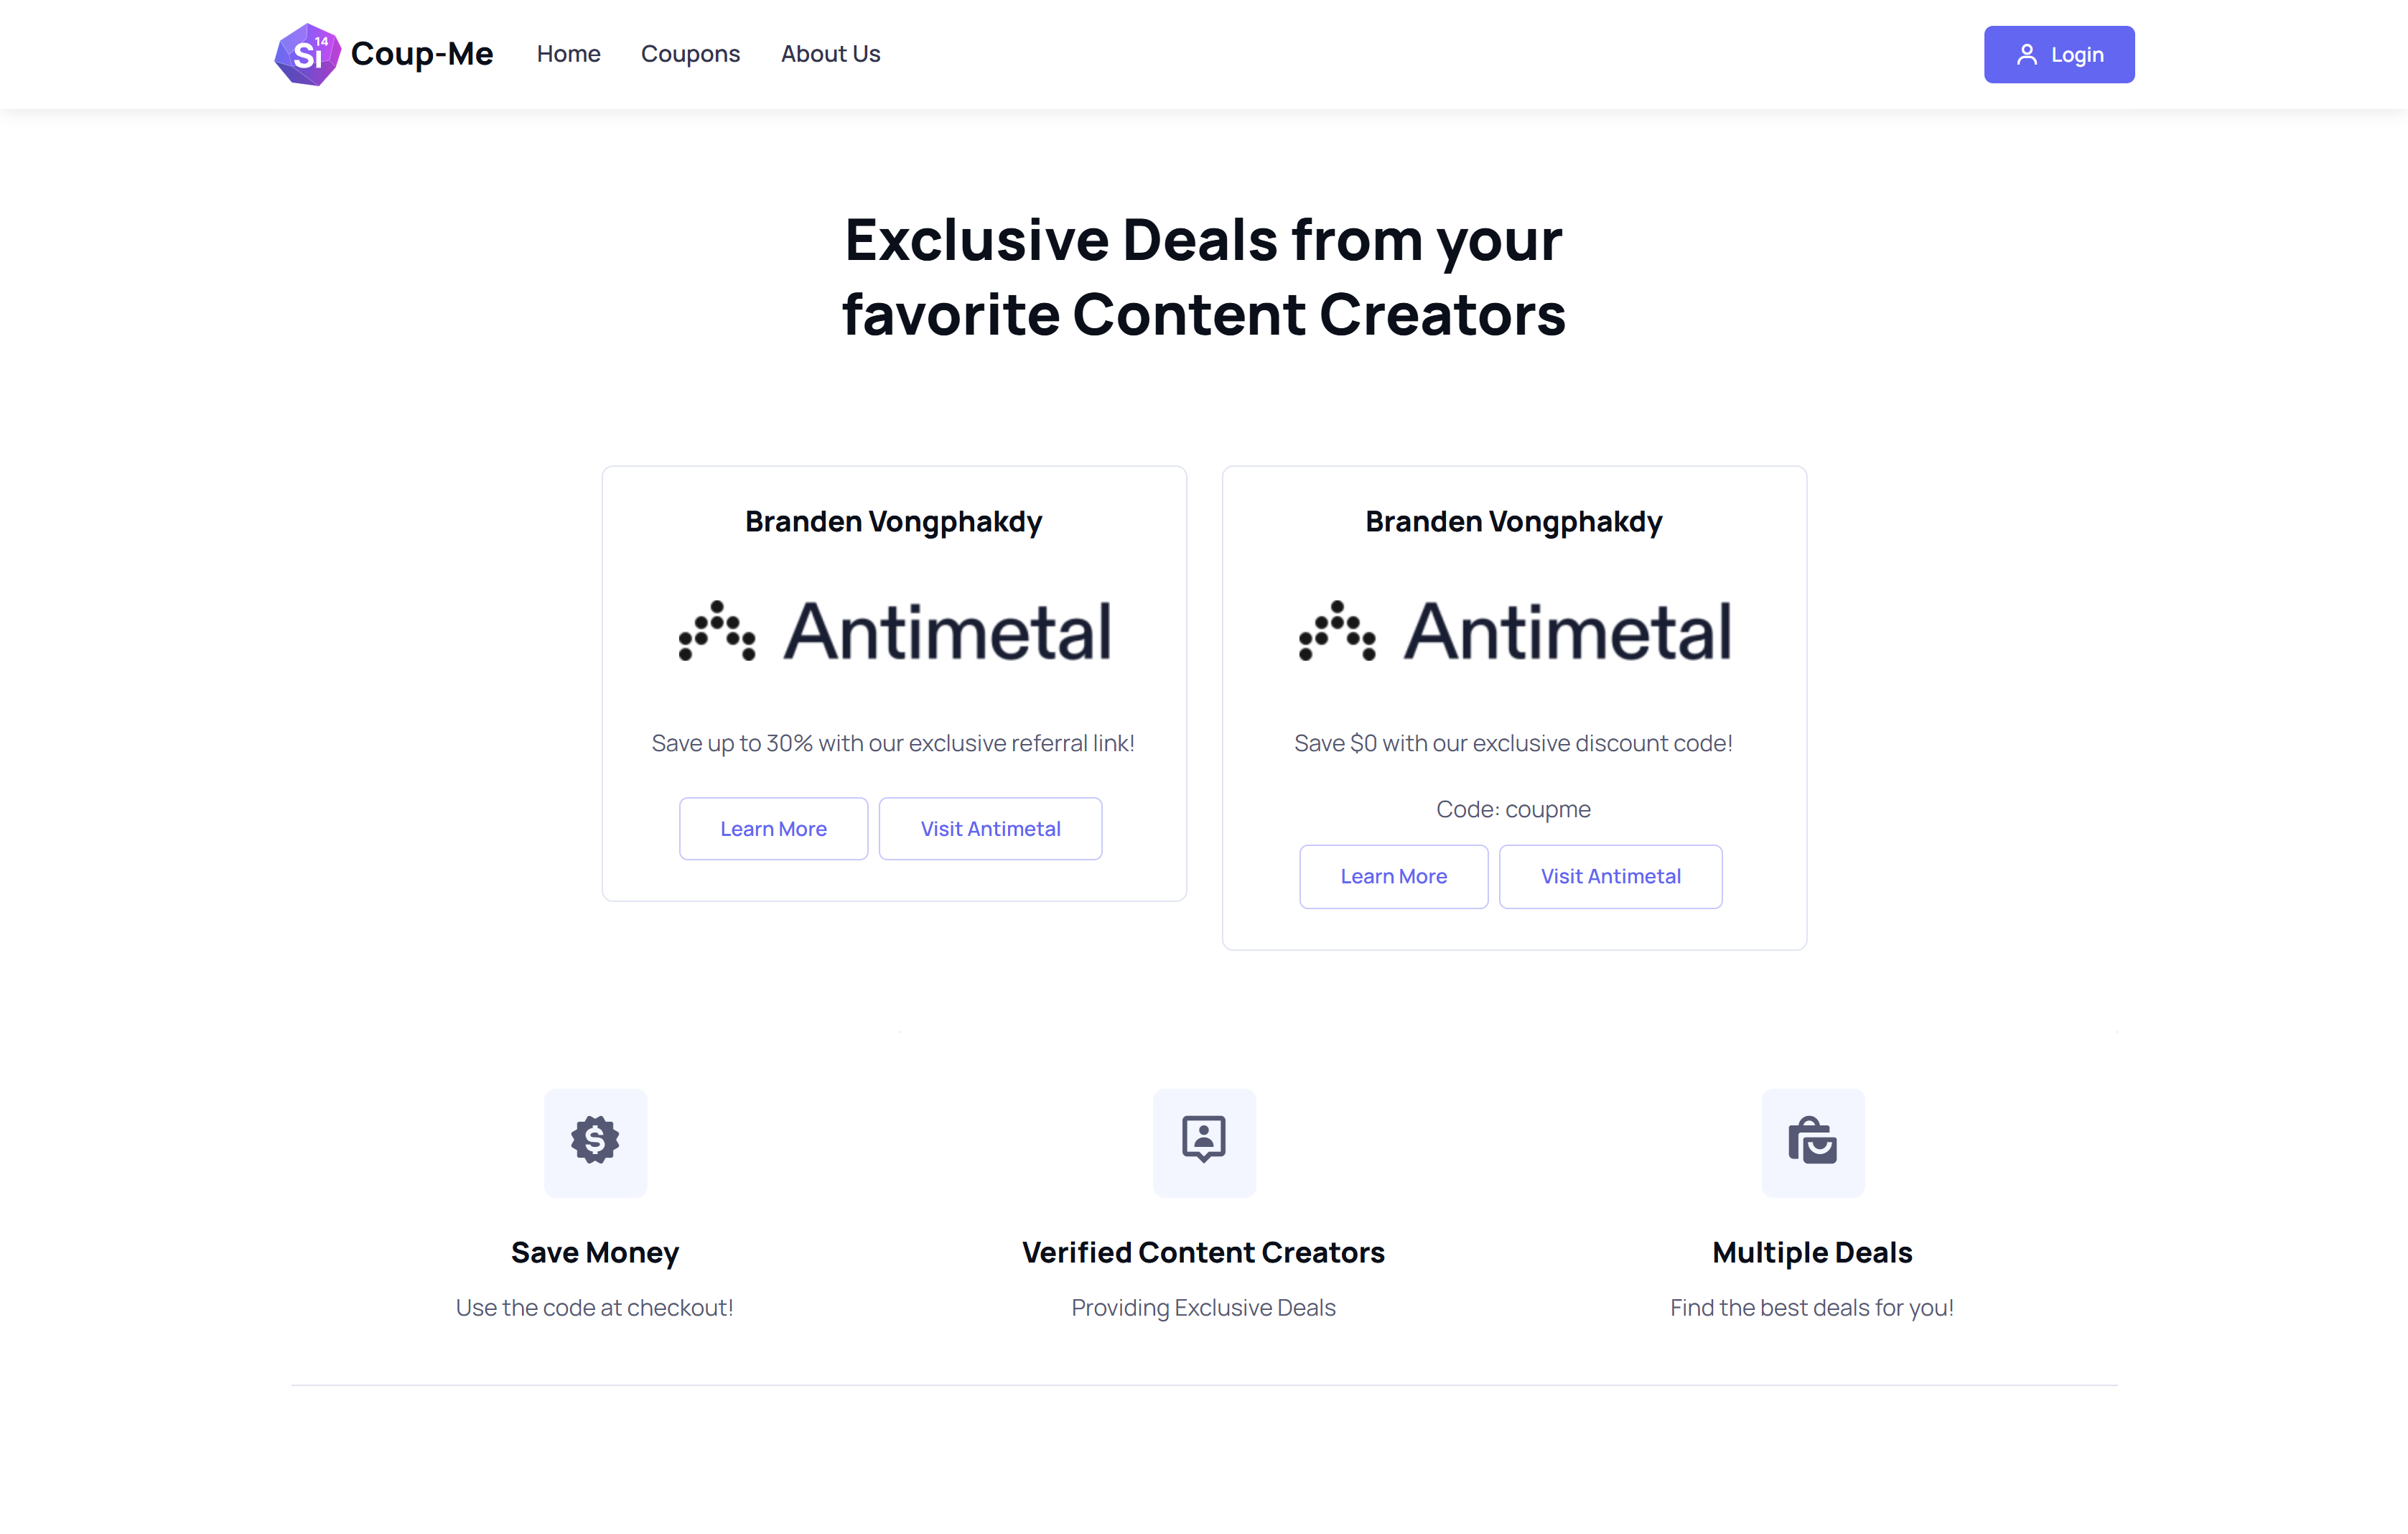 Si 14 Coup-Me Home Coupons About Us Login
Exclusive Deals from your
favorite Content Creators
Branden Vongphakdy
Antimetal
Save up to 30% with our exclusive referral link!
Learn More Visit Antimetal
Branden Vongphakdy
Antimetal
Save $0 with our exclusive discount code!
Code: coupme
Learn More Visit Antimetal
Save Money
Use the code at checkout!
Verified Content Creators
Providing Exclusive Deals
Multiple Deals
Find the best deals for you!